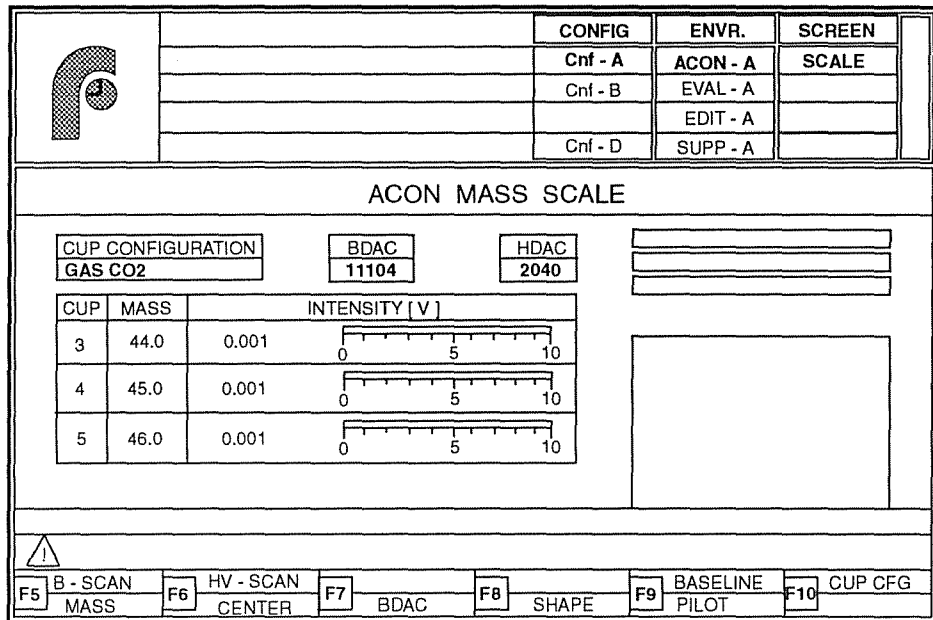 CONFIG ENVR. SCREEN
Cnf - A ACON - A SCALE
Cnf - B EVAL - A
EDIT - A
Cnf - D SUPP - A
ACON MASS SCALE
CUP CONFIGURATION BDAC HDAC
GAS CO2 11104 2040
CUP MASS INTENSITY [ V ]
3 44.0 0.001
0 5 10
4 45.0 0.001
0 5 10
5 46.0 0.001
0 5 10
!
F5 B - SCAN MASS F6 HV - SCAN CENTER F7 BDAC F8 SHAPE F9 BASELINE PILOT F10 CUP CFG